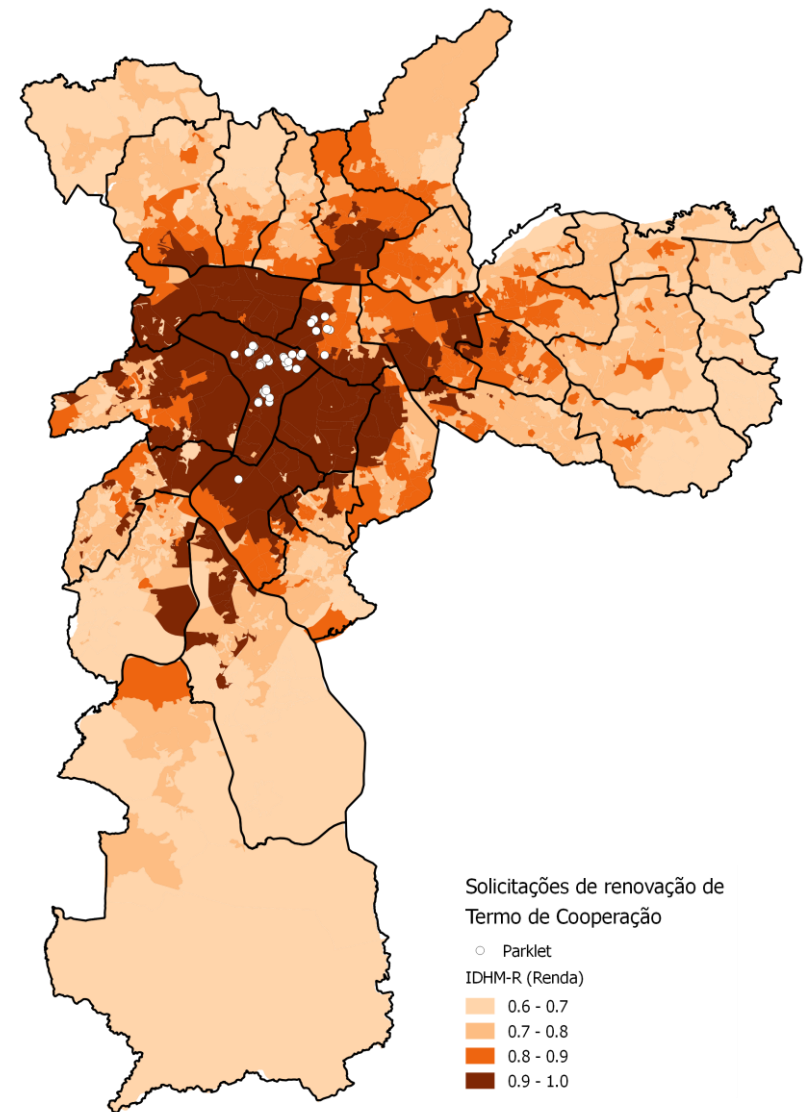 Solicitações de renovação de
Termo de Cooperação
Parklet
IDHM-R (Renda)
0.6 - 0.7
0.7 - 0.8
0.8 - 0.9
0.9 - 1.0